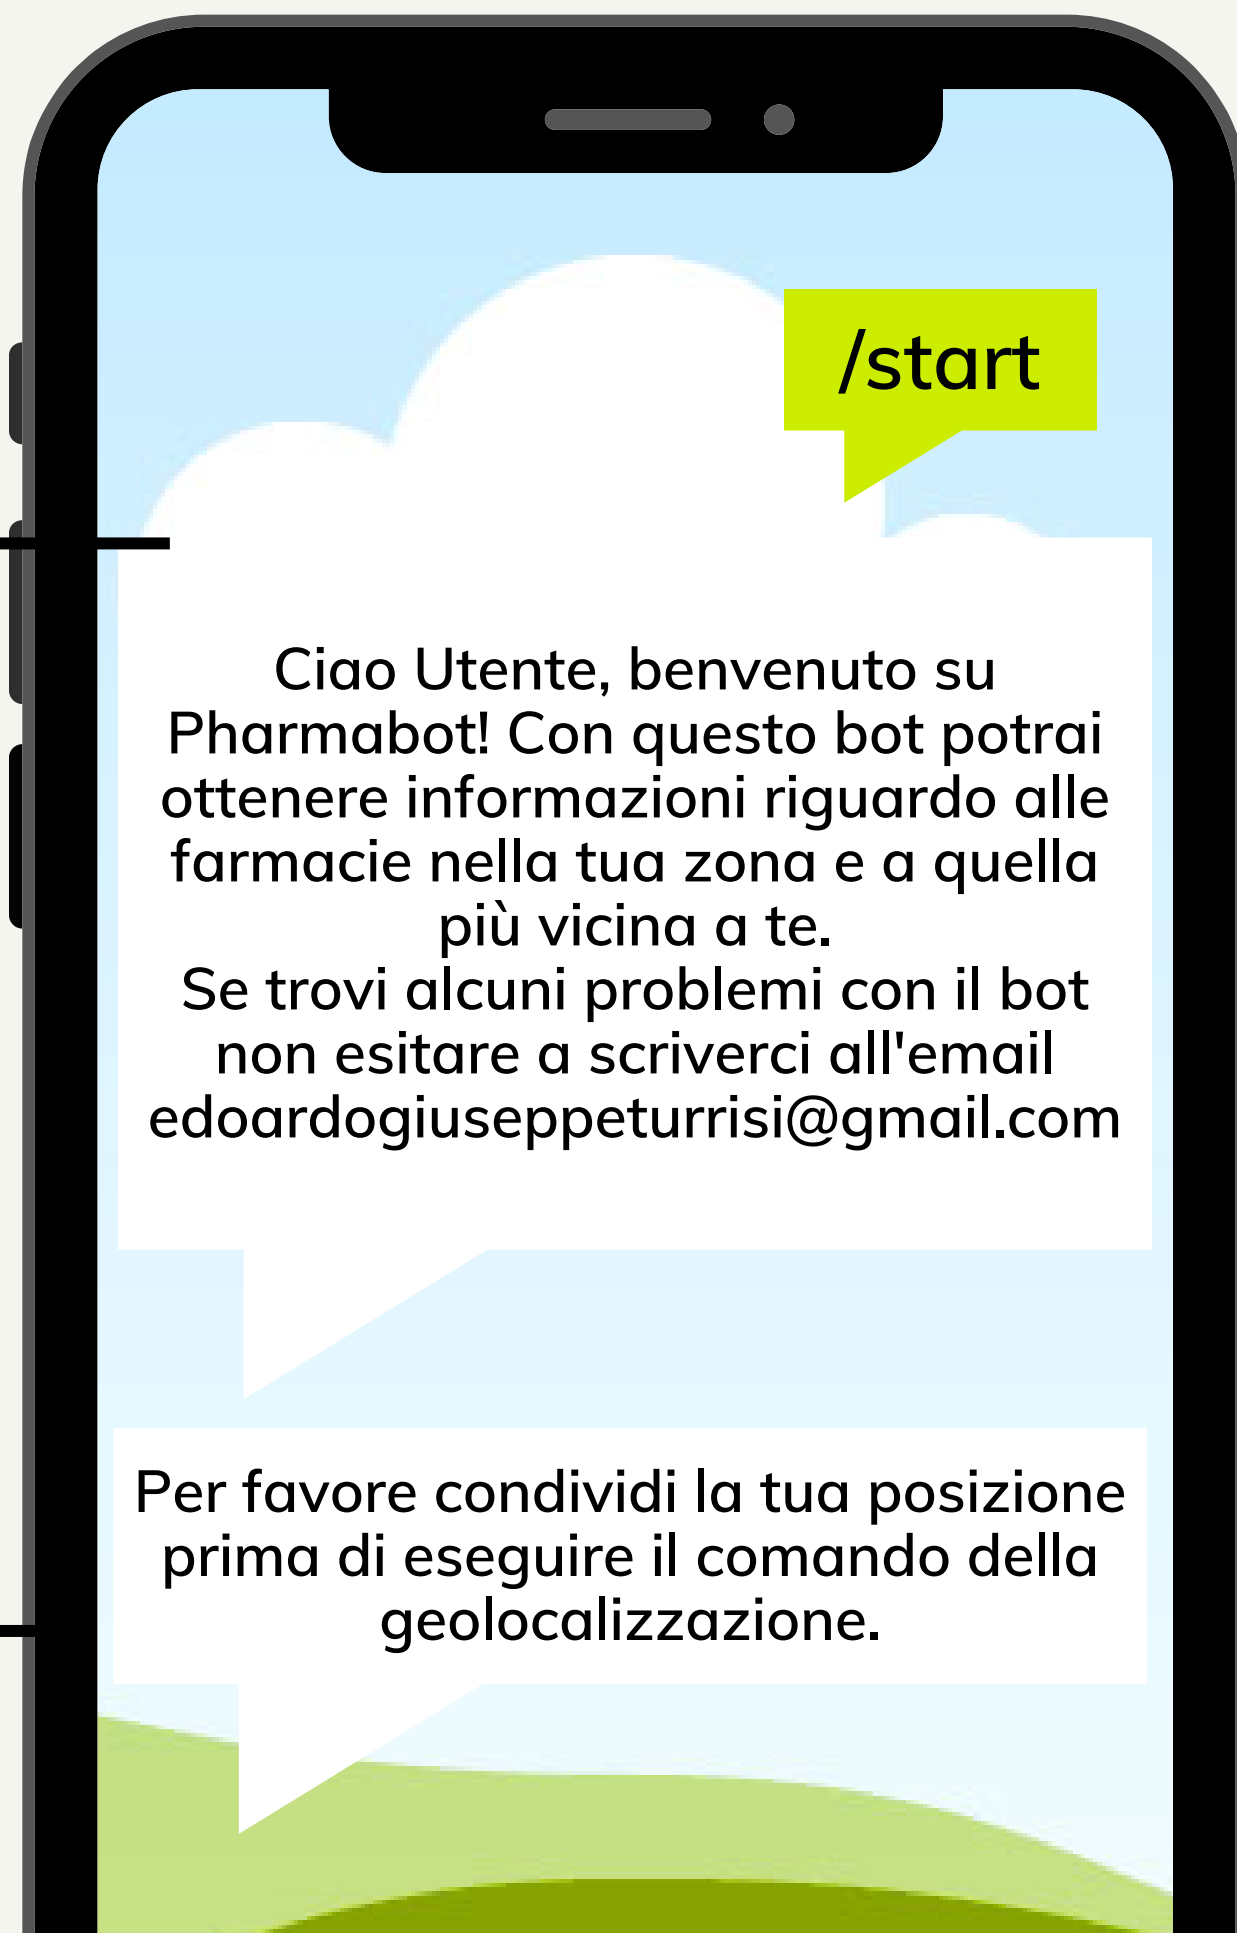 /start
Ciao Utente, benvenuto su
Pharmabot! Con questo bot potrai
ottenere informazioni riguardo alle
farmacie nella tua zona e a quella
più vicina a te.
Se trovi alcuni problemi con il bot
non esitare a scriverci all'email
edoardogiuseppeturrisi@gmail.com
Per favore condividi la tua posizione
prima di eseguire il comando della
geolocalizzazione.